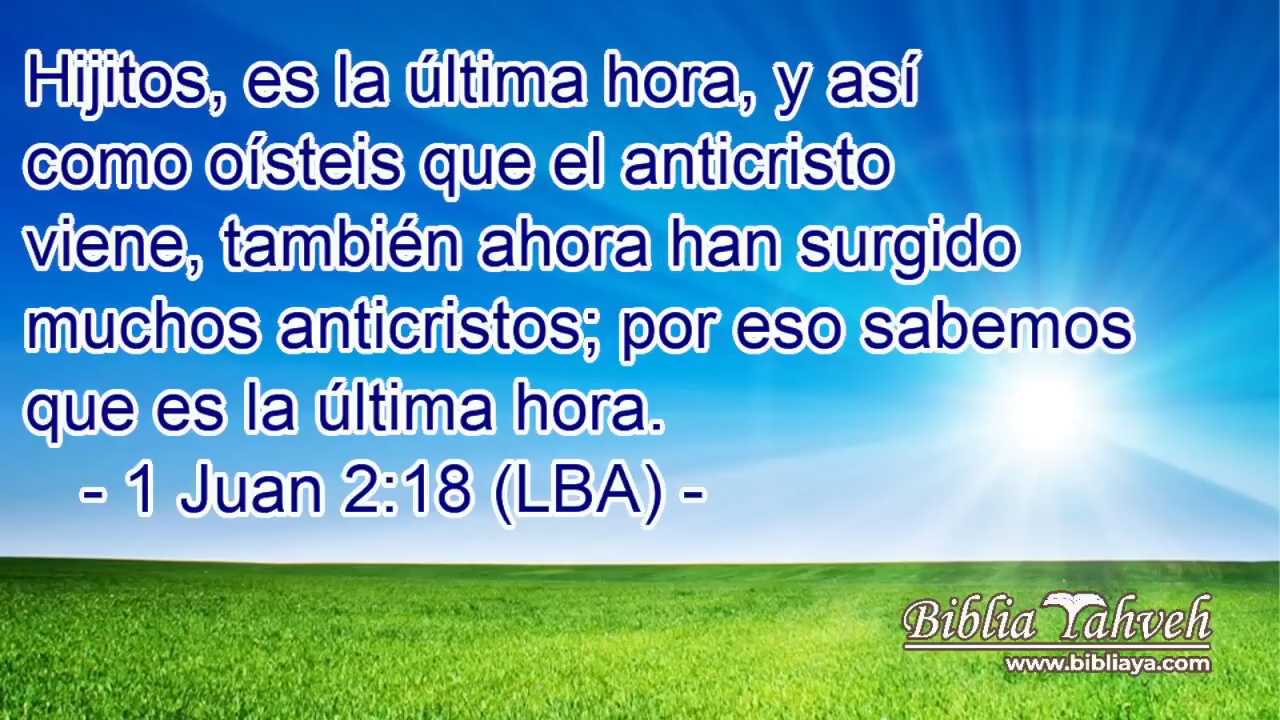 Hijitos, es la última hora, y así
como oísteis que el anticristo
viene, también ahora han surgido
muchos anticristos; por eso sabemos
que es la última hora.
- 1 Juan 2:18 (LBA) -
Biblia Yahveh
www.bibliaya.com